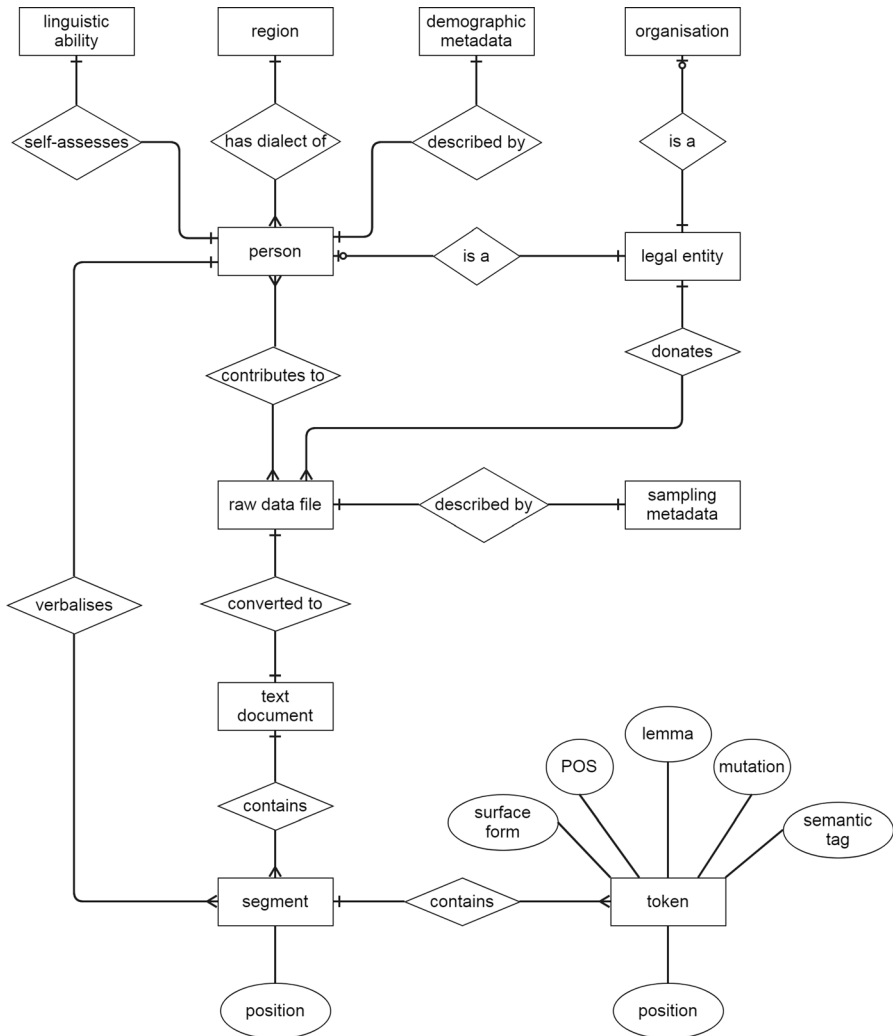 linguistic
ability
region
demographic
metadata
organisation
self-assesses
has dialect of
described by
is a
person
is a
legal entity
contributes to
donates
raw data file
described by
sampling
metadata
verbalises
converted to
text
document
lemma
POS
mutation
surface
form
semantic
tag
contains
segment
contains
token
position
position